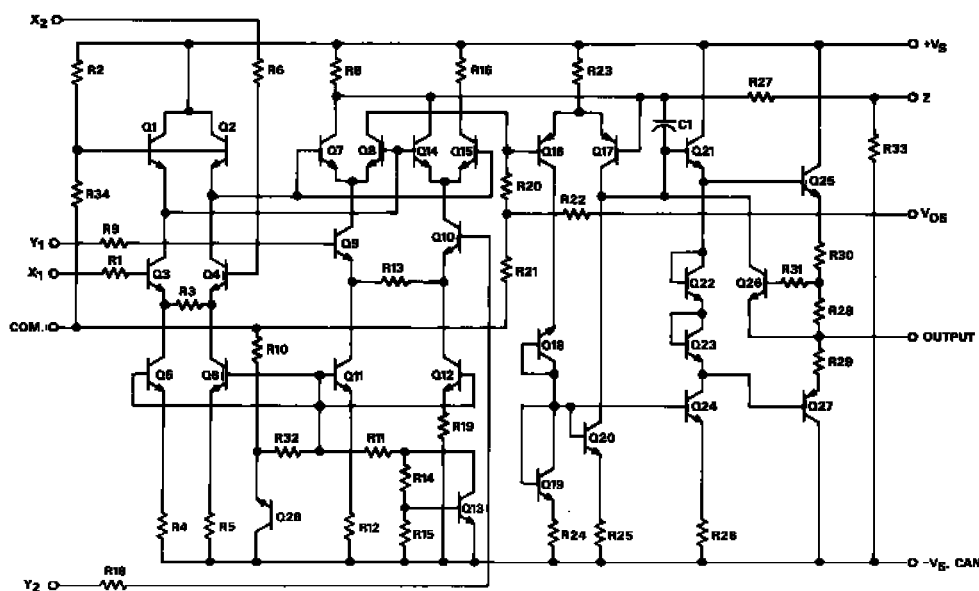 X2
R2 R6 R8 R16 R23 +VS
R27 Z
C1
Q1 Q2 Q7 Q8 Q14 Q15 Q16 Q17 Q21 R33
Q25
R34 R20 R22
VOS
Y1 R9 Q9 Q10
X1 R1 Q3 Q4 R13 R21 R30
R3 Q22 Q26 R31
R28
COM. OUTPUT
R10 Q18 Q23 R29
Q5 Q6 Q11 Q12
Q24 Q27
R19
R32 R11 Q20
R14 Q19
Q28 Q13
R4 R5 R12 R15 R24 R25 R26
-VS. CAN
R18
Y2